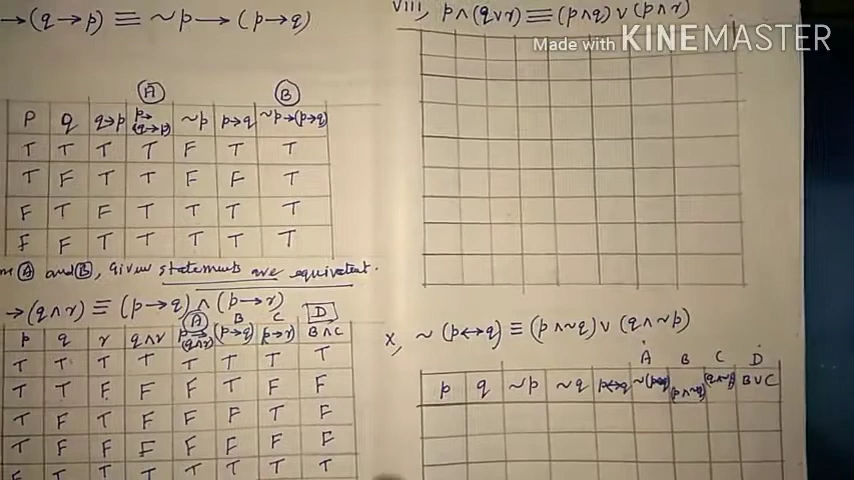 →(q→p) ≡ ~p→(p→q)
Ⓐ Ⓑ
P q q→p p→(q→p) ~p p→q ~p→(p→q)
T T T T F T T
T F T T F F T
F T F T T T T
F F T T T T T
Ⓐ and Ⓑ, Given statements are equivalent.
→(q∧r) ≡ (p→q)∧(p→r)
Ⓐ B C D
p q r q∧r p→(q∧r) (p→q) p→r) B∧C
T T T T T T T T
T T F F F T F F
T F T F F F T F
T F F F F F F F
F T T T T T T T
VIII, p∧(q∨r) ≡ (p∧q)∨(p∧r)
Made with KINEMASTER
x, ~(p↔q) ≡ (p∧~q)∨(q∧~p)
A B C D
p q ~p ~q p↔q ~(p↔q) (p∧~q) (q∧~p) B∪C